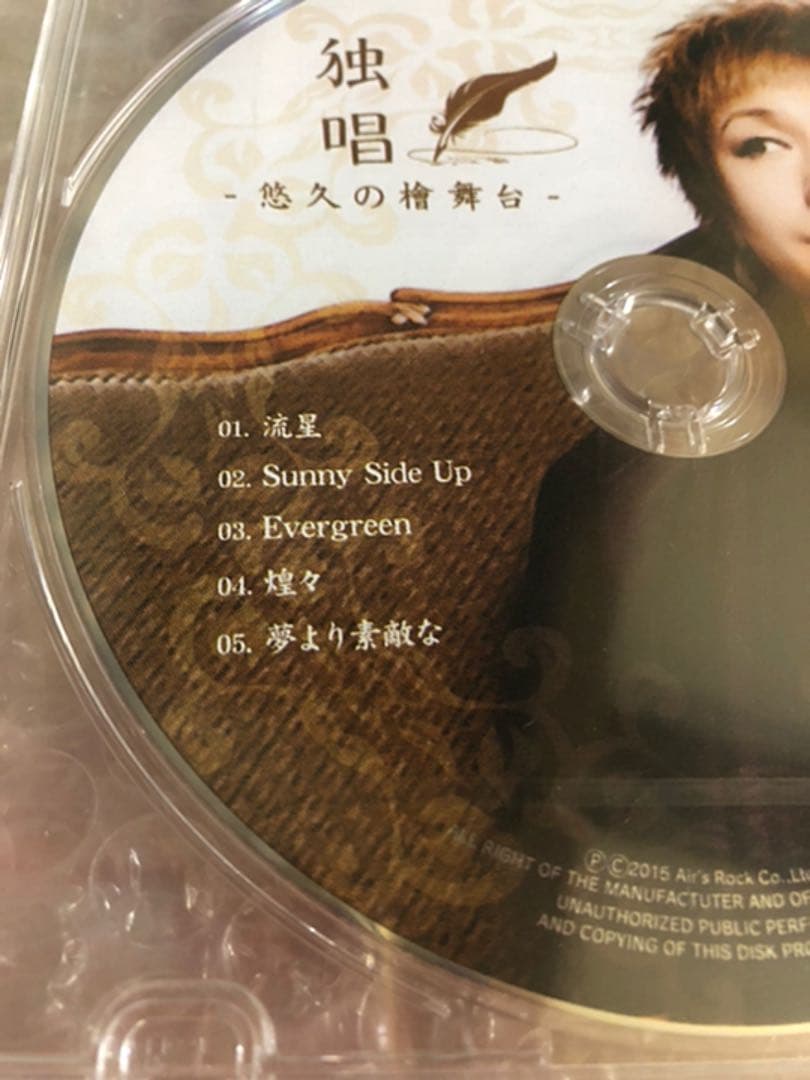 独唱
- 悠久の檜舞台 -
01. 流星
02. Sunny Side Up
03. Evergreen
04. 煌々
05. 夢より素敵な
Ⓟ Ⓒ2015 Air's Rock Co.,Ltd
ALL RIGHT OF THE MANUFACTUTER AND OF
UNAUTHORIZED PUBLIC PERF
AND COPYING OF THIS DISK PRO